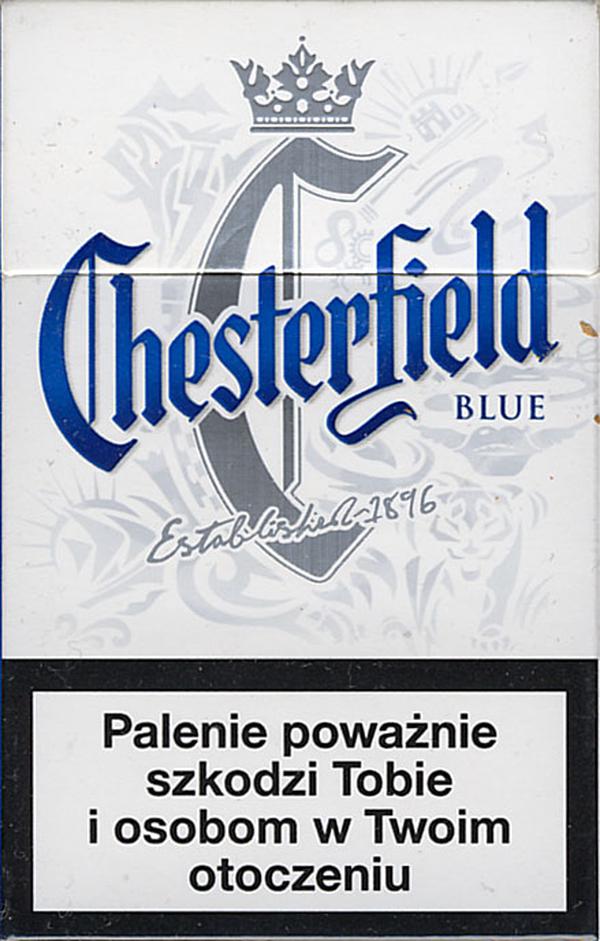 Chesterfield
BLUE
Established 1896
Palenie poważnie
szkodzi Tobie
i osobom w Twoim
otoczeniu